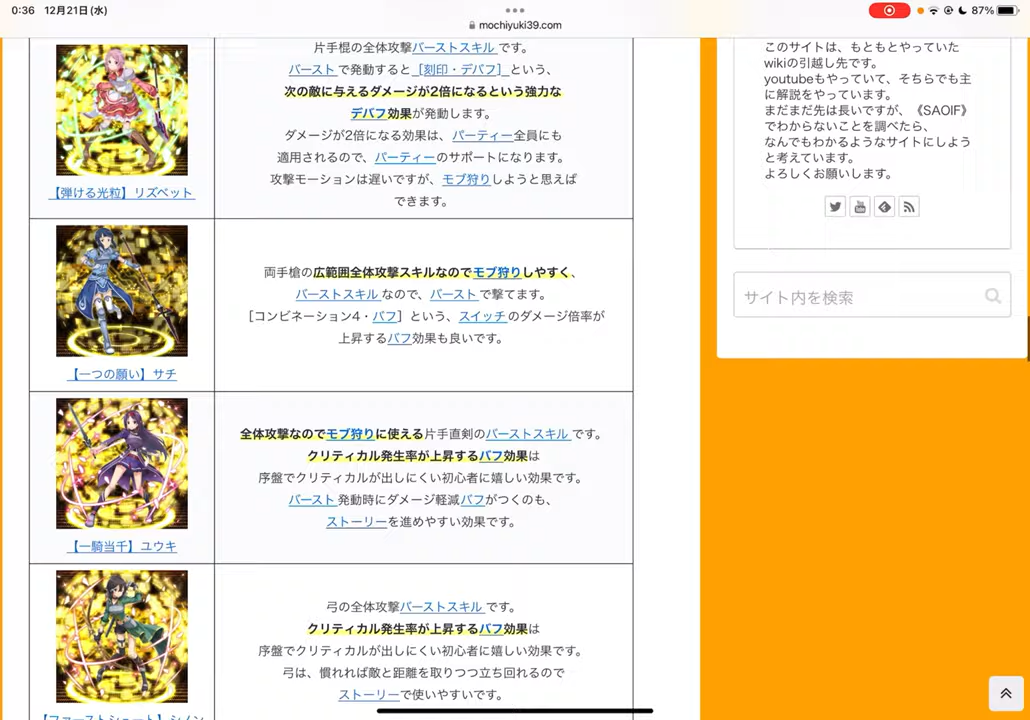 0:36 12月21日(水)
87%
mochiyuki39.com
片手棍の全体攻撃バーストスキル です。
バースト で発動すると［刻印・デバフ］という、
次の敵に与えるダメージが2倍になるという強力な
デバフ効果が発動します。
ダメージが2倍になる効果は、パーティー全員にも
適用されるので、パーティーのサポートになります。
攻撃モーションは遅いですが、モブ狩りしようと思えば
できます。
【弾ける光粒】リズベット
両手槍の広範囲全体攻撃スキルなのでモブ狩りしやすく、
バーストスキル なので、バースト で撃てます。
［コンビネーション4・バフ］という、スイッチのダメージ倍率が
上昇するバフ効果も良いです。
【一つの願い】サチ
全体攻撃なのでモブ狩りに使える片手直剣のバーストスキル です。
クリティカル発生率が上昇するバフ効果は
序盤でクリティカルが出しにくい初心者に嬉しい効果です。
バースト 発動時にダメージ軽減バフがつくのも、
ストーリーを進めやすい効果です。
【一騎当千】ユウキ
弓の全体攻撃バーストスキル です。
クリティカル発生率が上昇するバフ効果は
序盤でクリティカルが出しにくい初心者に嬉しい効果です。
弓は、慣れれば敵と距離を取りつつ立ち回れるので
ストーリーで使いやすいです。
【ファーストシュート】シノン
このサイトは、もともとやっていた
wikiの引越し先です。
youtubeもやっていて、そちらでも主
に解説をやっています。
まだまだ先は長いですが、《SAOIF》
でわからないことを調べたら、
なんでもわかるようなサイトにしよう
と考えています。
よろしくお願いします。
サイト内を検索